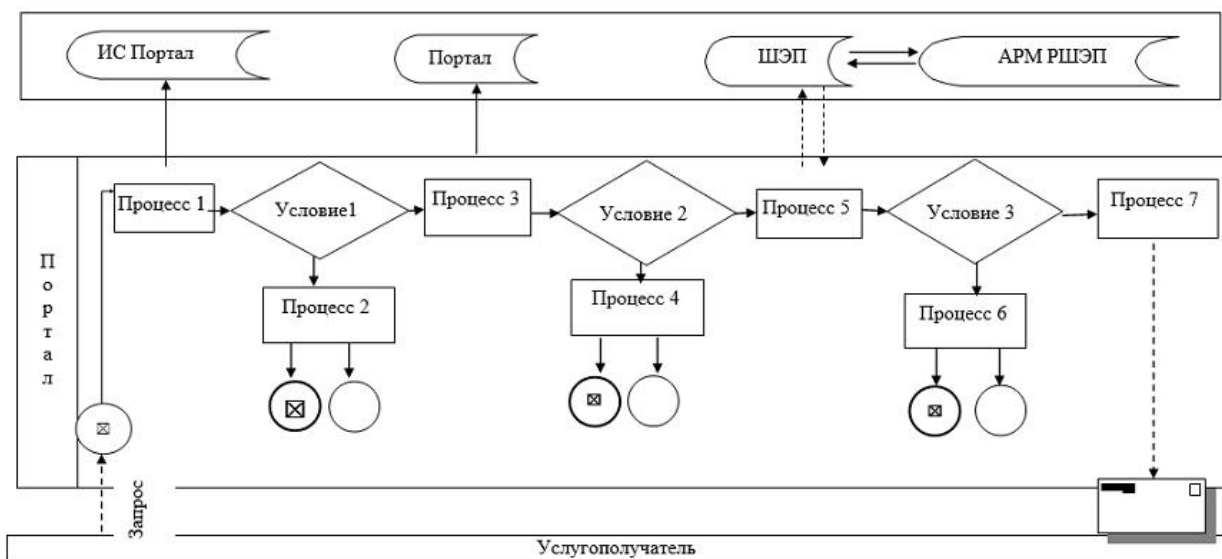 ИС Портал
Портал
ШЭП
АРМ РШЭП
Процесс 1
Условие1
Процесс 3
Условие 2
Процесс 5
Условие 3
Процесс 7
Портал
Процесс 2
Процесс 4
Процесс 6
Запрос
Услугополучатель